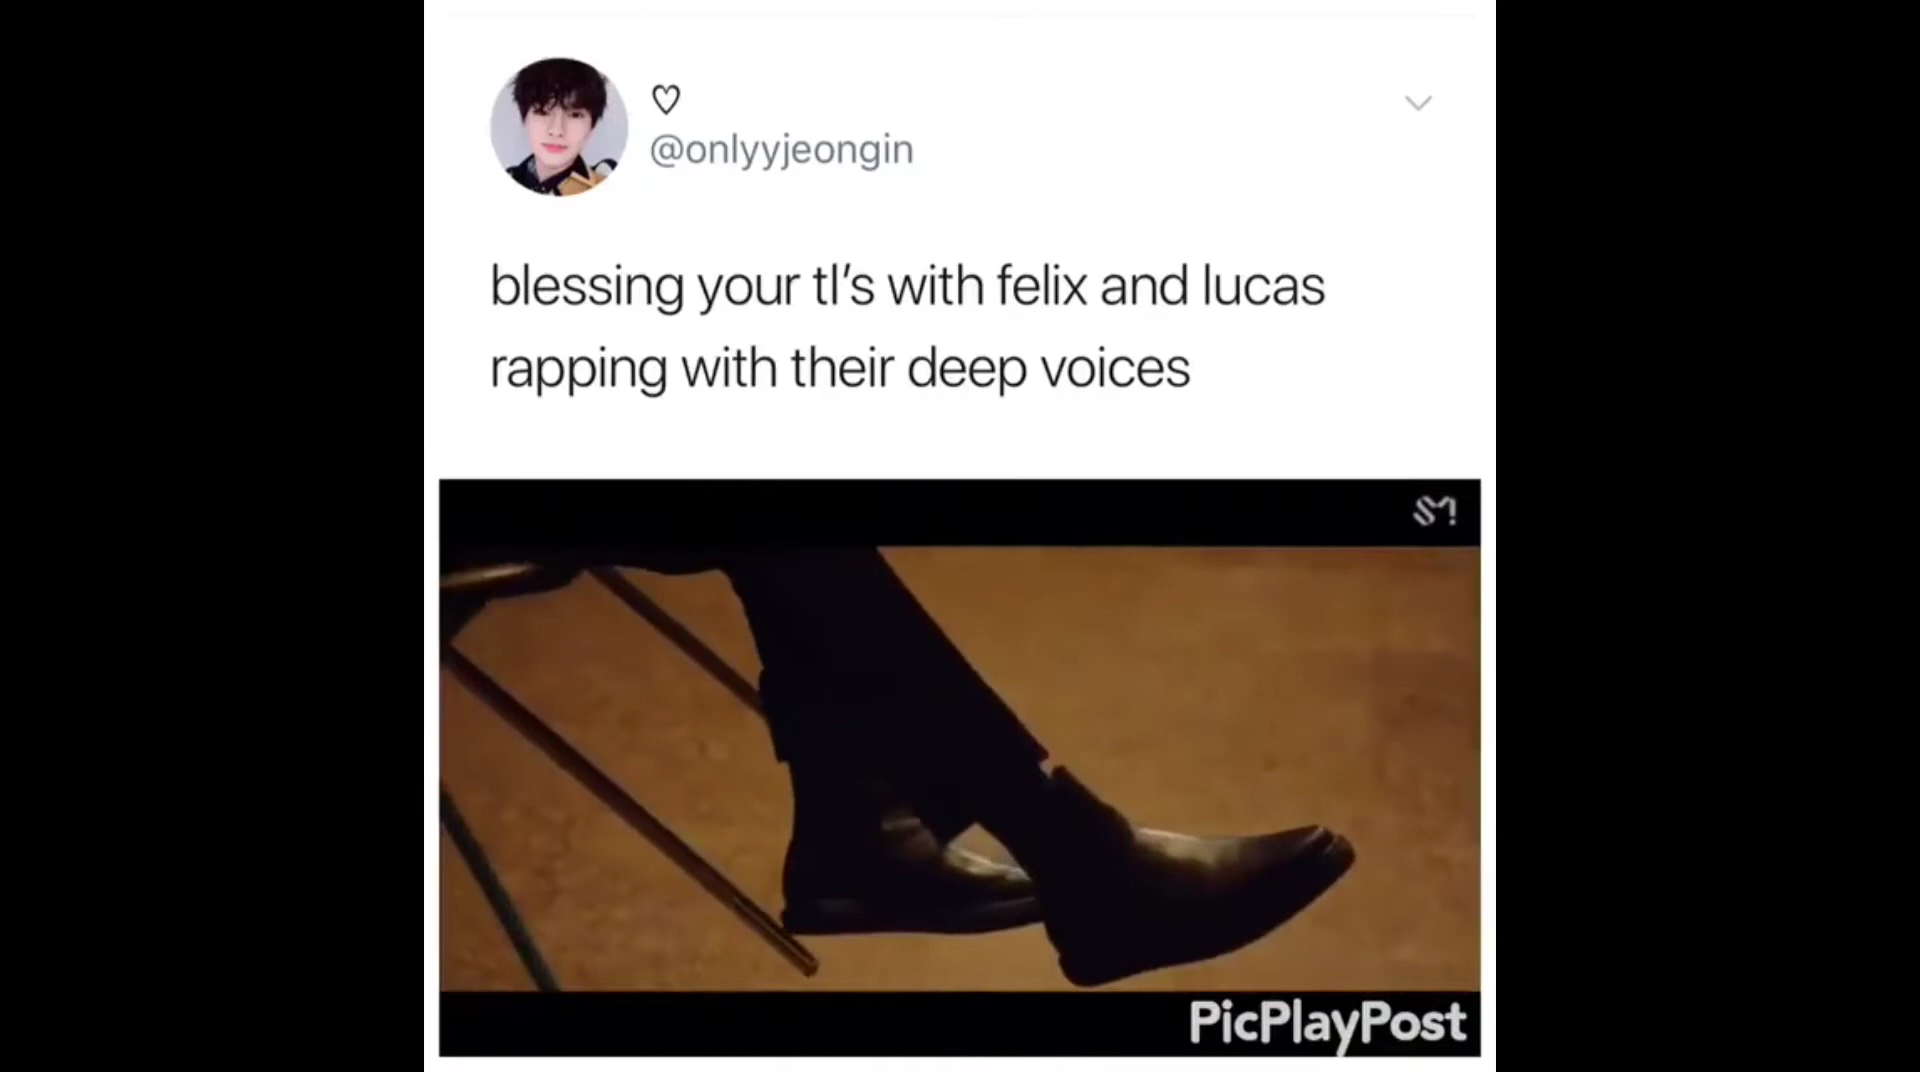 ♡
@onlyyjeongin
blessing your tl's with felix and lucas
rapping with their deep voices
SM!
PicPlayPost